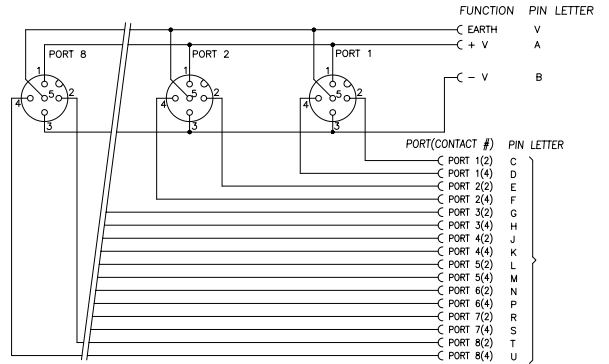 FUNCTION PIN LETTER
EARTH V
+ V A
PORT 8 PORT 2 PORT 1
1 1 1
4 5 2 4 5 2 4 5 2
3 3 3
− V B
PORT(CONTACT #) PIN LETTER
PORT 1(2) C
PORT 1(4) D
PORT 2(2) E
PORT 2(4) F
PORT 3(2) G
PORT 3(4) H
PORT 4(2) J
PORT 4(4) K
PORT 5(2) L
PORT 5(4) M
PORT 6(2) N
PORT 6(4) P
PORT 7(2) R
PORT 7(4) S
PORT 8(2) T
PORT 8(4) U